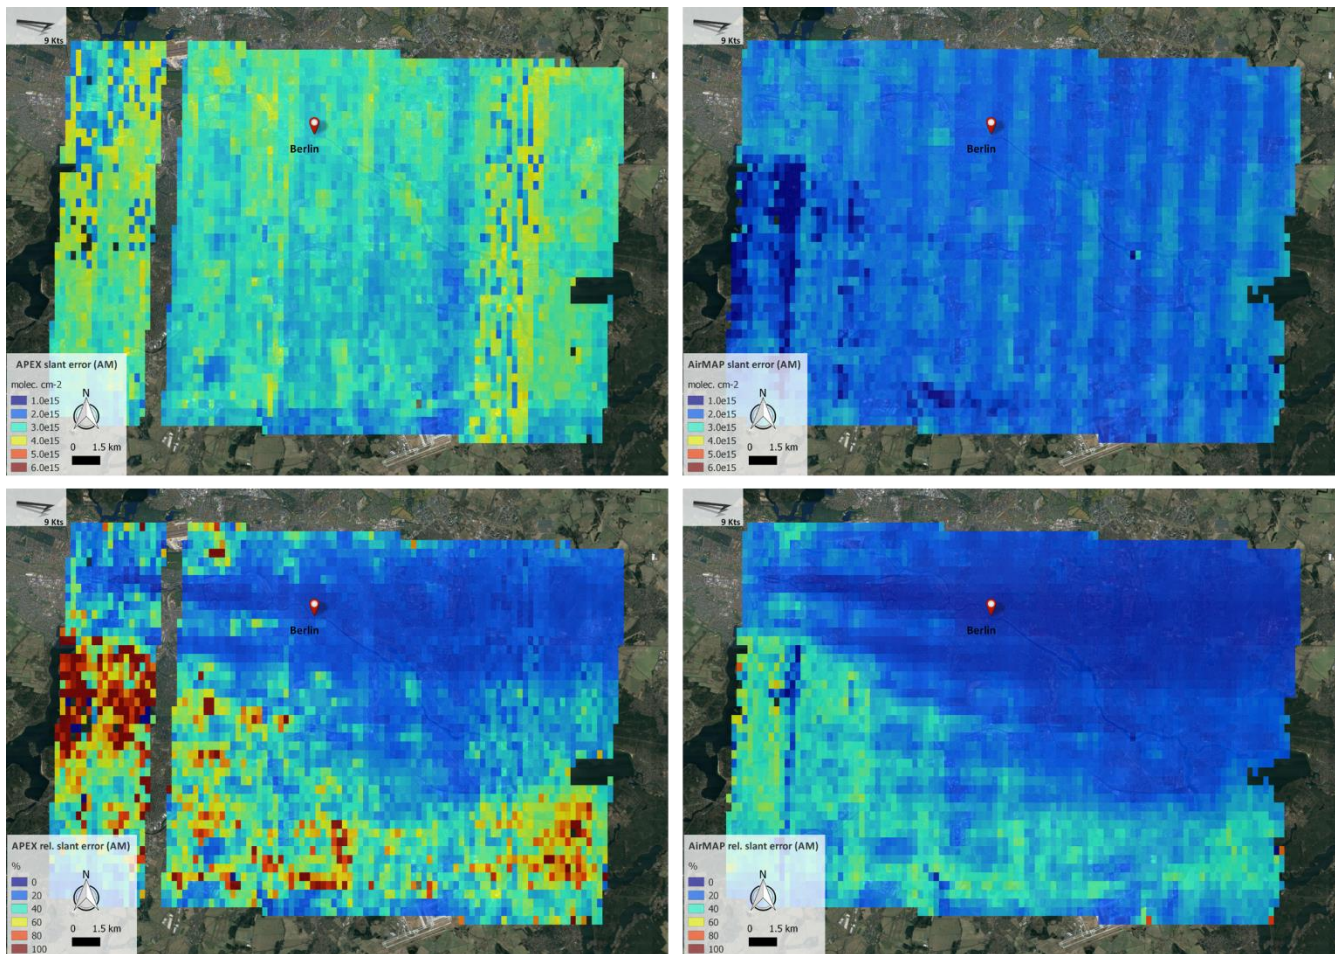 9 Kts
Berlin
APEX slant error (AM)
molec. cm-2
1.0e15
2.0e15
3.0e15
4.0e15
5.0e15
6.0e15
N
0 1.5 km
9 Kts
Berlin
AirMAP slant error (AM)
molec. cm-2
1.0e15
2.0e15
3.0e15
4.0e15
5.0e15
6.0e15
N
0 1.5 km
9 Kts
Berlin
APEX rel. slant error (AM)
%
0
20
40
60
80
100
N
0 1.5 km
9 Kts
Berlin
AirMAP rel. slant error (AM)
%
0
20
40
60
80
100
N
0 1.5 km